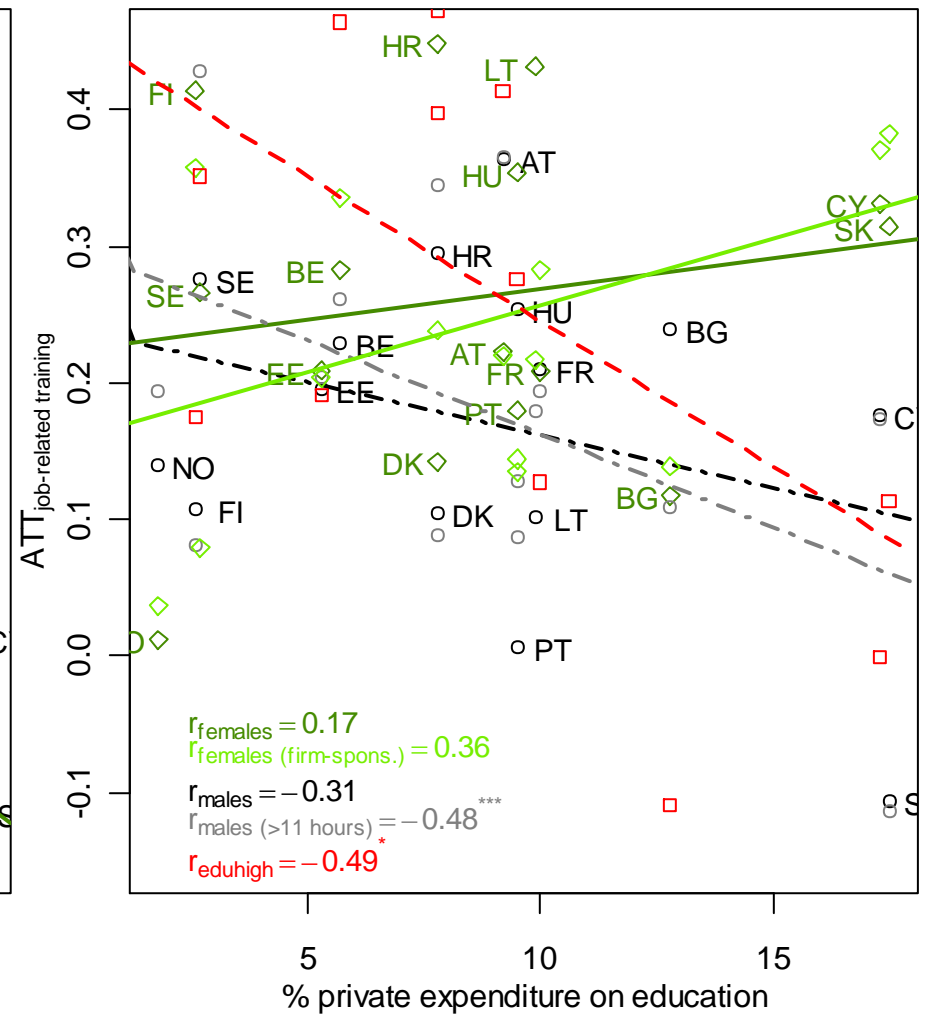 HR
LT
0.4
FI
AT
HU
CY
SK
0.3
HR
BE
SE
SE
HU
BG
BE
AT
FR
FR
EE
EE
0.2
PT
C
ATTjob-related training
NO
DK
BG
FI
DK
LT
0.1
0.0
PT
rfemales = 0.17
rfemales (firm-spons.) = 0.36
rmales = −0.31
rmales (>11 hours) = −0.48***
reduhigh = −0.49*
-0.1
S
5
10
15
% private expenditure on education